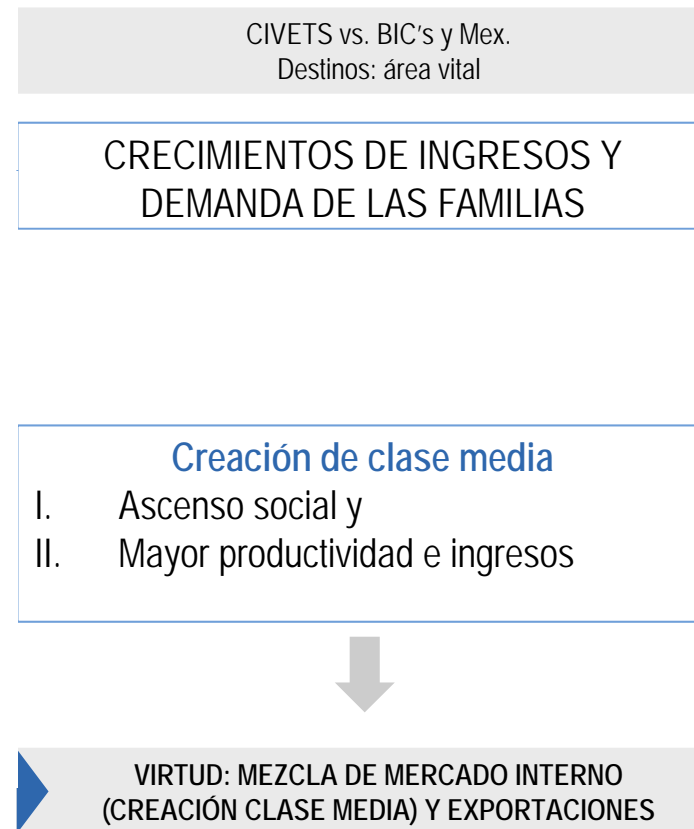 CIVETS vs. BIC's y Mex.
Destinos: área vital
CRECIMIENTOS DE INGRESOS Y
DEMANDA DE LAS FAMILIAS
Creación de clase media
I. Ascenso social y
II. Mayor productividad e ingresos
VIRTUD: MEZCLA DE MERCADO INTERNO
(CREACIÓN CLASE MEDIA) Y EXPORTACIONES